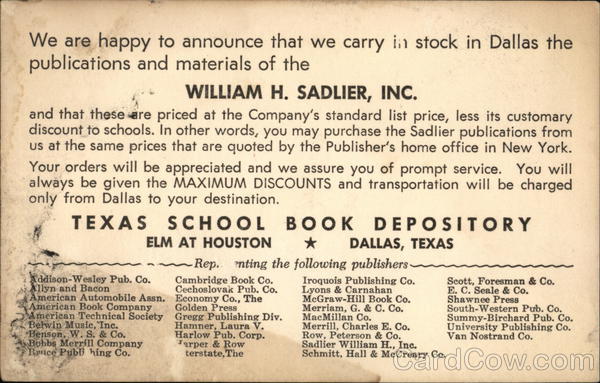 We are happy to announce that we carry in stock in Dallas the
publications and materials of the
WILLIAM H. SADLIER, INC.
and that these are priced at the Company's standard list price, less its customary
discount to schools. In other words, you may purchase the Sadlier publications from
us at the same prices that are quoted by the Publisher's home office in New York.
Your orders will be appreciated and we assure you of prompt service. You will
always be given the MAXIMUM DISCOUNTS and transportation will be charged
only from Dallas to your destination.
TEXAS SCHOOL BOOK DEPOSITORY
ELM AT HOUSTON ★ DALLAS, TEXAS
the following publishers
Addison-Wesley Pub. Co.
Allyn and Bacon
American Automobile Assn.
American Book Company
American Technical Society
Belwin Music, Inc.
Benson, W. S. & Co.
Bobbs Merrill Company
Bruce Co.
Cambridge Book Co.
Cechoslovak Pub. Co.
Economy Co., The
Golden Press
Gregg Publishing Div.
Hamner, Laura V.
Harlow Pub. Corp.
& Row
The
Iroquois Publishing Co.
Lyons & Carnahan
McGraw-Hill Book Co.
Merriam, G. & C. Co.
MacMillan Co.
Merrill, Charles E. Co.
Row, Peterson & Co.
Sadlier William H., Inc.
Schmitt, Hall & McCreary Co.
Scott, Foresman & Co.
E. C. Seale & Co.
Shawnee Press
South-Western Pub. Co.
Summy-Birchard Pub. Co.
University Publishing Co.
Van Nostrand Co.
CardCow.com